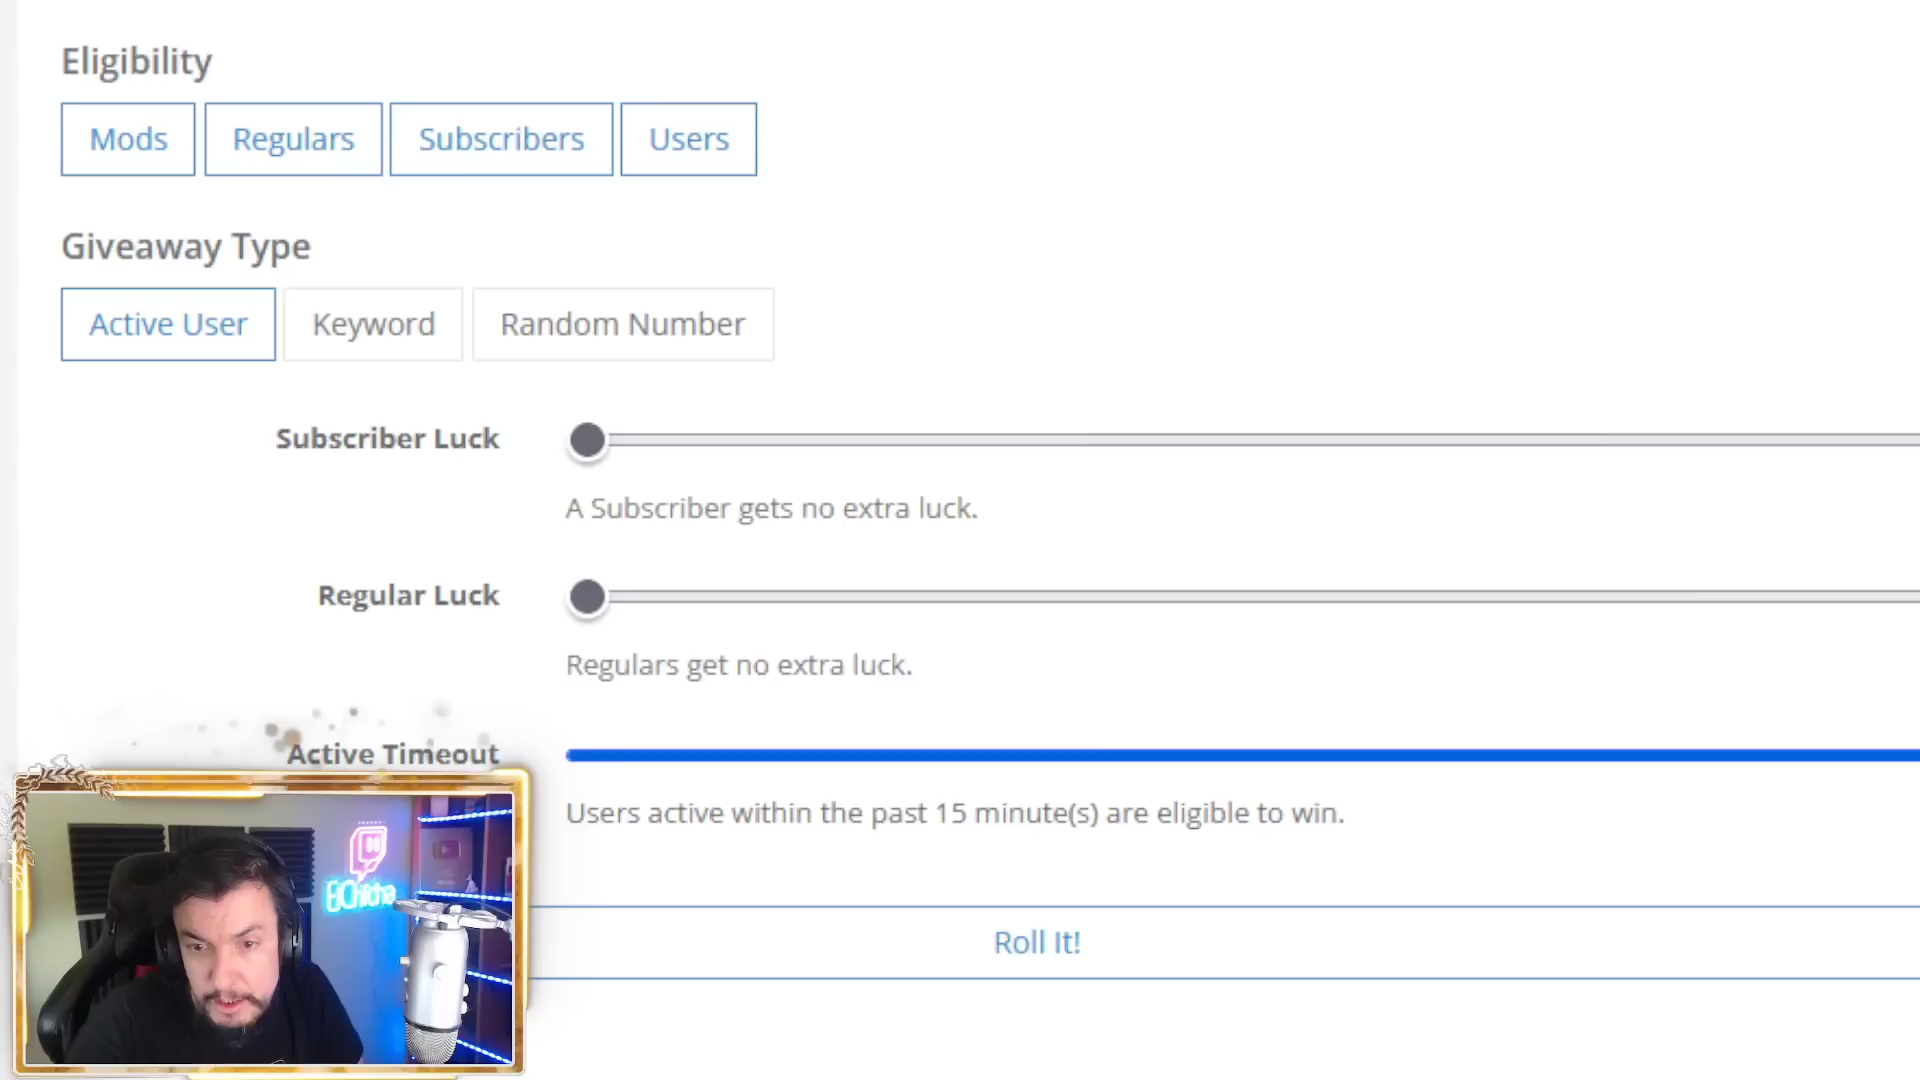 Eligibility
Mods Regulars Subscribers Users
Giveaway Type
Active User Keyword Random Number
Subscriber Luck
A Subscriber gets no extra luck.
Regular Luck
Regulars get no extra luck.
Active Timeout
Users active within the past 15 minute(s) are eligible to win.
Roll It!
ElChicha